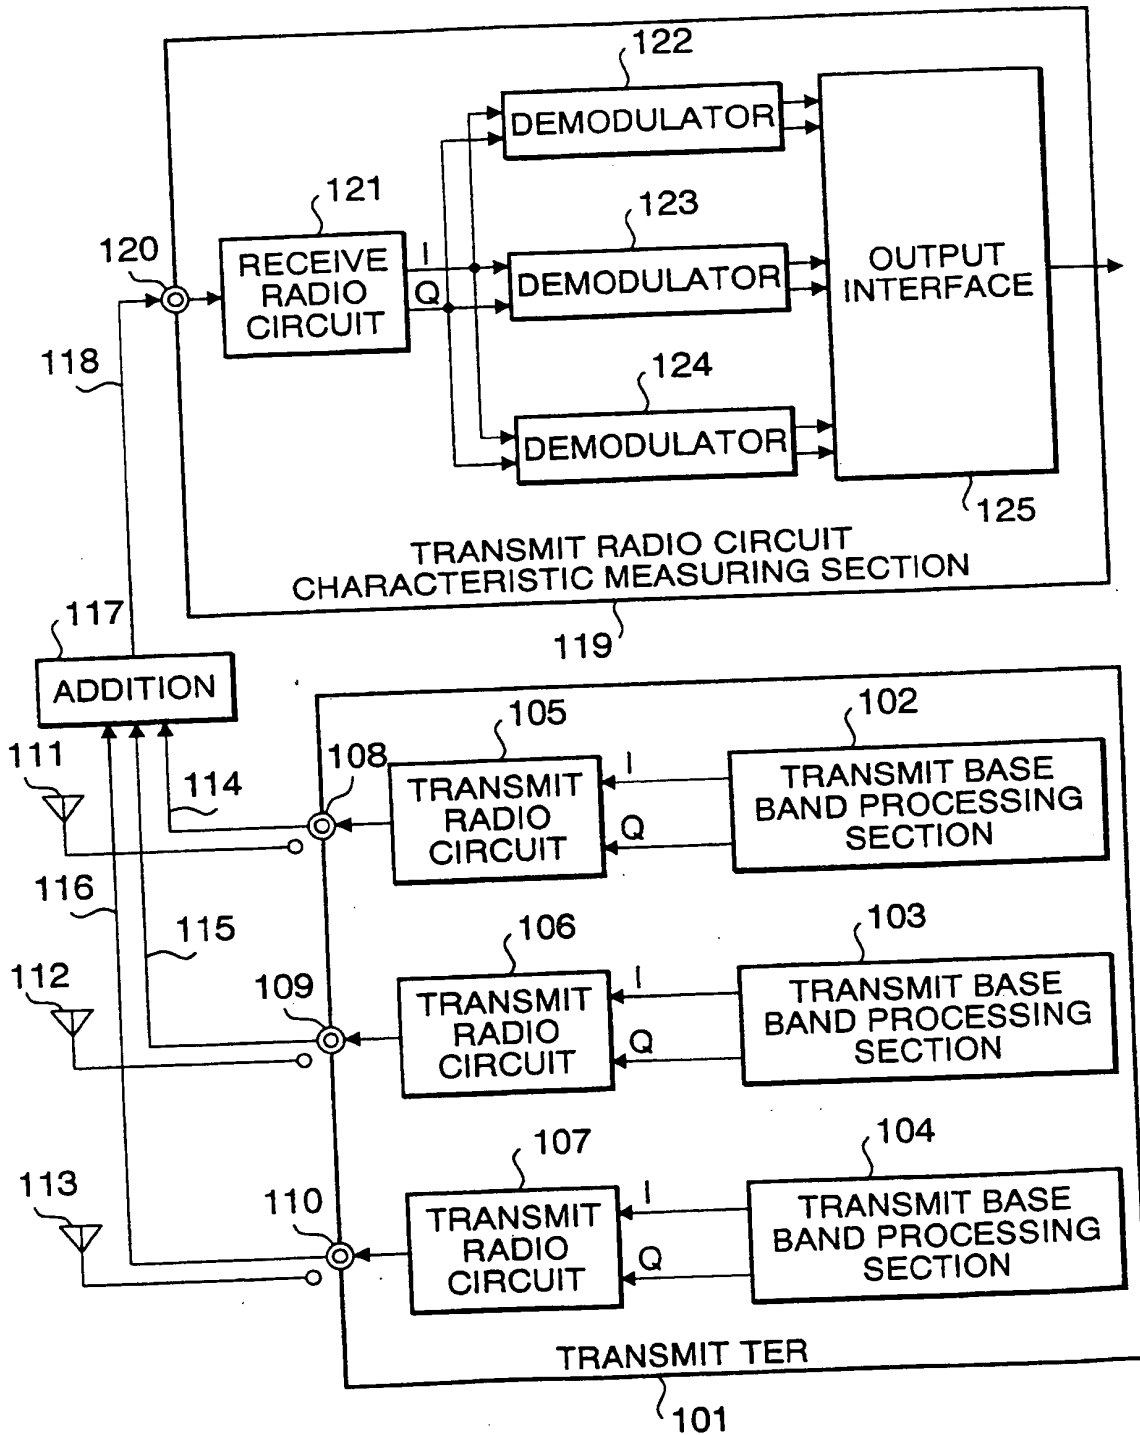 122
DEMODULATOR
121
123
120
RECEIVE
RADIO
CIRCUIT
I
Q
DEMODULATOR
OUTPUT
INTERFACE
118
124
DEMODULATOR
125
TRANSMIT RADIO CIRCUIT
CHARACTERISTIC MEASURING SECTION
117
119
ADDITION
105
102
111
108
114
TRANSMIT
RADIO
CIRCUIT
I
Q
TRANSMIT BASE
BAND PROCESSING
SECTION
116
115
106
103
112
109
TRANSMIT
RADIO
CIRCUIT
I
Q
TRANSMIT BASE
BAND PROCESSING
SECTION
107
104
113
110
TRANSMIT
RADIO
CIRCUIT
I
Q
TRANSMIT BASE
BAND PROCESSING
SECTION
TRANSMIT TER
101